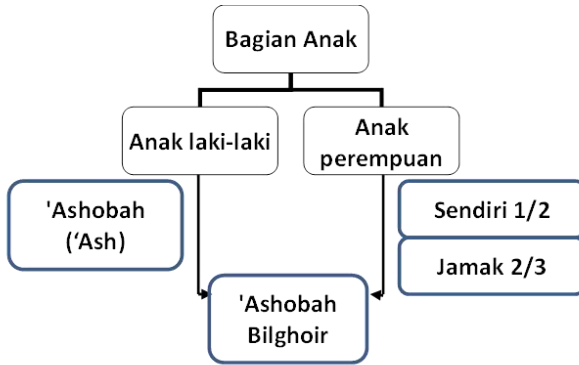 Bagian Anak
Anak laki-laki
Anak
perempuan
'Ashobah
(‘Ash)
Sendiri 1/2
Jamak 2/3
'Ashobah
Bilghoir